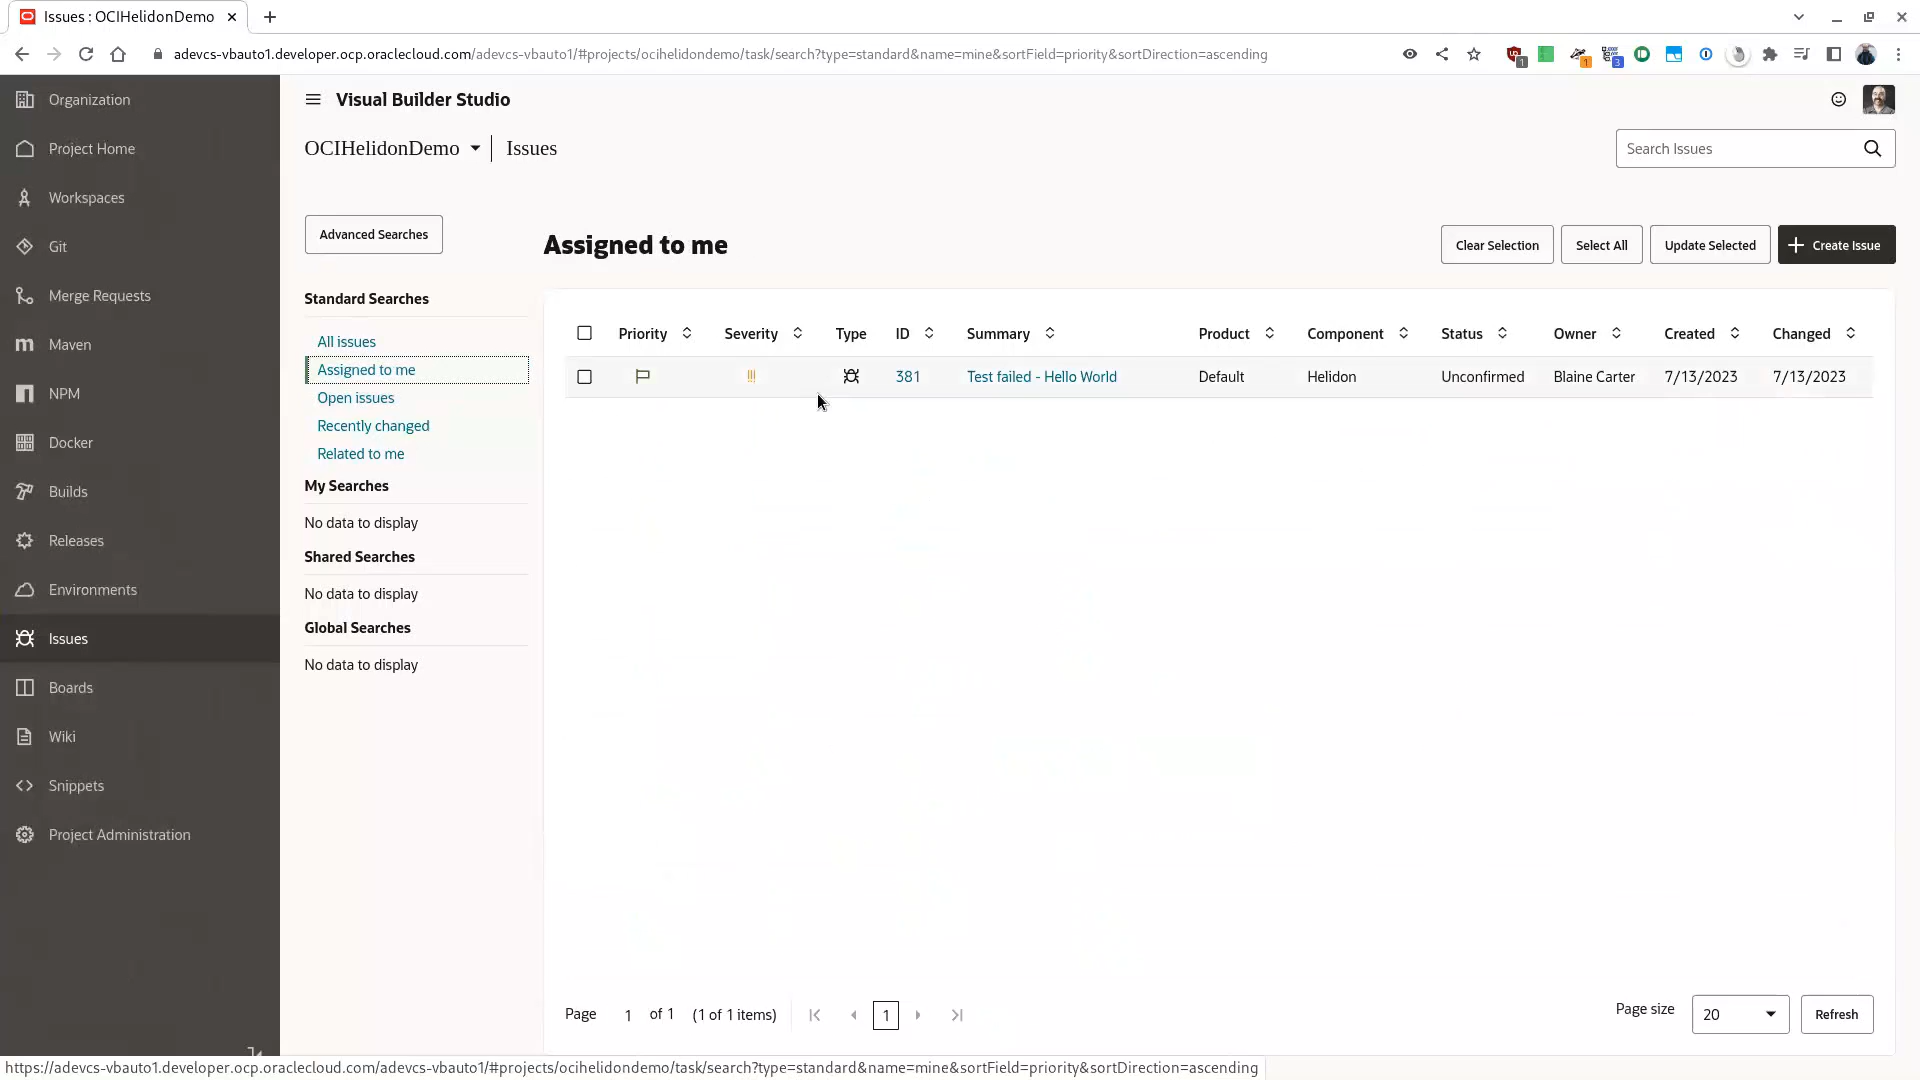 Issues : OCIHelidonDemo
adevcs-vbauto1.developer.ocp.oraclecloud.com/adevcs-vbauto1/#projects/ocihelidondemo/task/search?type=standard&name=mine&sortField=priority&sortDirection=ascending
1
1
3
Organization
Project Home
Workspaces
Git
Merge Requests
Maven
NPM
Docker
Builds
Releases
Environments
Issues
Boards
Wiki
Snippets
Project Administration
Visual Builder Studio
OCIHelidonDemo | Issues
Search Issues
Advanced Searches
Standard Searches
All issues
Assigned to me
Open issues
Recently changed
Related to me
My Searches
No data to display
Shared Searches
No data to display
Global Searches
No data to display
Assigned to me
Clear Selection
Select All
Update Selected
Create Issue
Priority Severity Type ID Summary Product Component Status Owner Created Changed
!!! 381 Test failed - Hello World Default Helidon Unconfirmed Blaine Carter 7/13/2023 7/13/2023
Page 1 of 1 (1 of 1 items) 1
Page size 20 Refresh
https://adevcs-vbauto1.developer.ocp.oraclecloud.com/adevcs-vbauto1/#projects/ocihelidondemo/task/search?type=standard&name=mine&sortField=priority&sortDirection=ascending